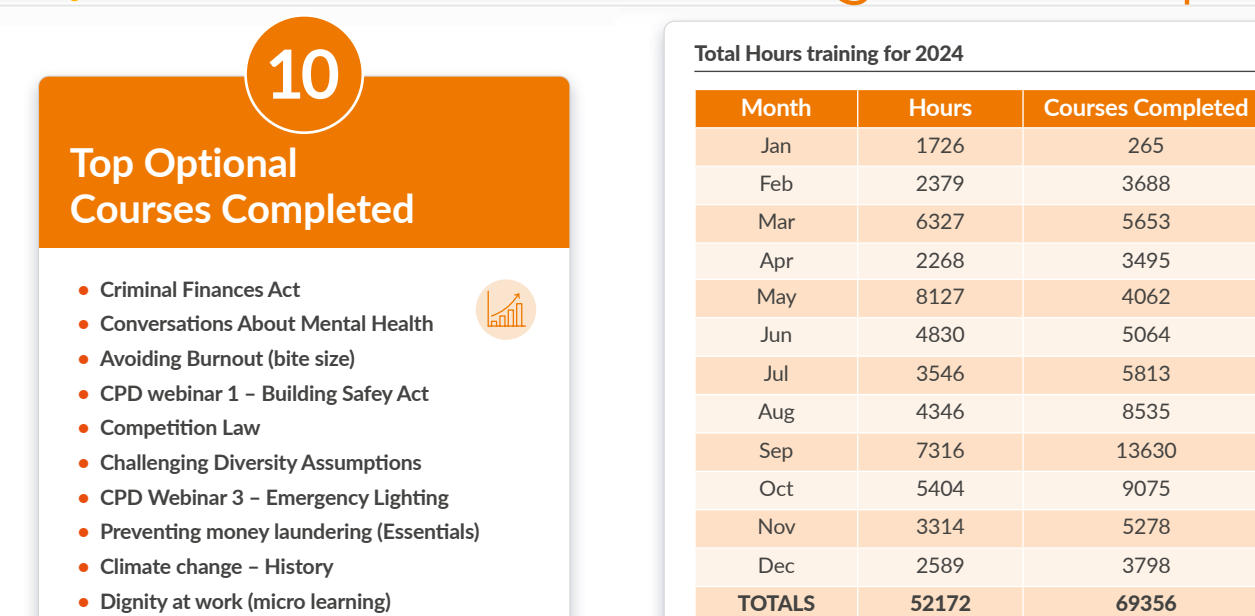 10
Top Optional
Courses Completed
• Criminal Finances Act
• Conversations About Mental Health
• Avoiding Burnout (bite size)
• CPD webinar 1 – Building Safey Act
• Competition Law
• Challenging Diversity Assumptions
• CPD Webinar 3 – Emergency Lighting
• Preventing money laundering (Essentials)
• Climate change – History
• Dignity at work (micro learning)
Total Hours training for 2024
Month Hours Courses Completed
Jan 1726 265
Feb 2379 3688
Mar 6327 5653
Apr 2268 3495
May 8127 4062
Jun 4830 5064
Jul 3546 5813
Aug 4346 8535
Sep 7316 13630
Oct 5404 9075
Nov 3314 5278
Dec 2589 3798
TOTALS 52172 69356